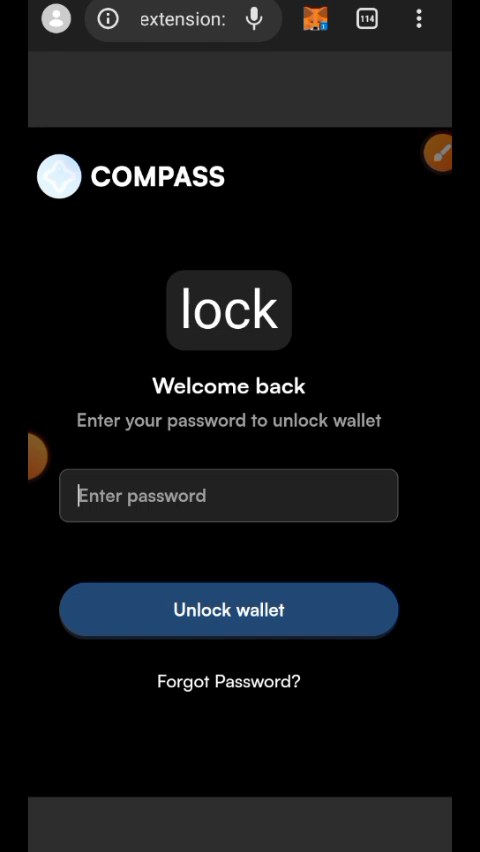 extension:
114
COMPASS
lock
Welcome back
Enter your password to unlock wallet
Enter password
Unlock wallet
Forgot Password?